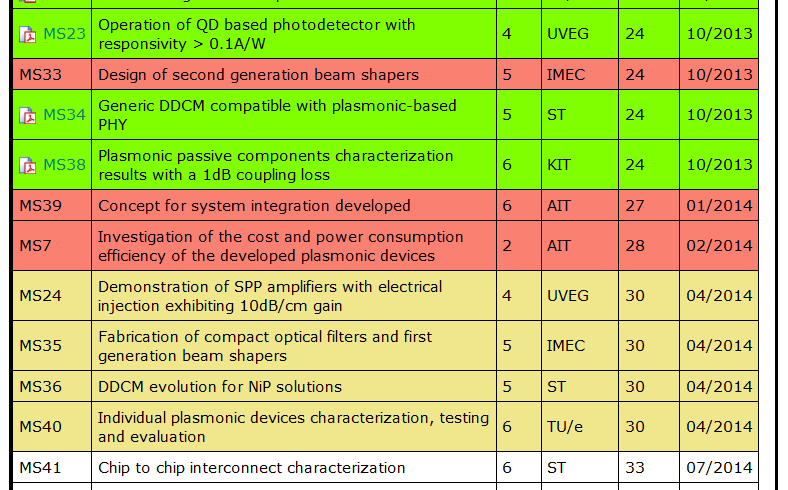 MS23 Operation of QD based photodetector with
responsivity > 0.1A/W 4 UVEG 24 10/2013
MS33 Design of second generation beam shapers 5 IMEC 24 10/2013
MS34 Generic DDCM compatible with plasmonic-based
PHY 5 ST 24 10/2013
MS38 Plasmonic passive components characterization
results with a 1dB coupling loss 6 KIT 24 10/2013
MS39 Concept for system integration developed 6 AIT 27 01/2014
MS7 Investigation of the cost and power consumption
efficiency of the developed plasmonic devices 2 AIT 28 02/2014
MS24 Demonstration of SPP amplifiers with electrical
injection exhibiting 10dB/cm gain 4 UVEG 30 04/2014
MS35 Fabrication of compact optical filters and first
generation beam shapers 5 IMEC 30 04/2014
MS36 DDCM evolution for NiP solutions 5 ST 30 04/2014
MS40 Individual plasmonic devices characterization, testing
and evaluation 6 TU/e 30 04/2014
MS41 Chip to chip interconnect characterization 6 ST 33 07/2014